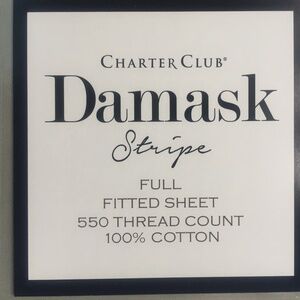 CHARTER CLUB®
Damask
Stripe
FULL
FITTED SHEET
550 THREAD COUNT
100% COTTON